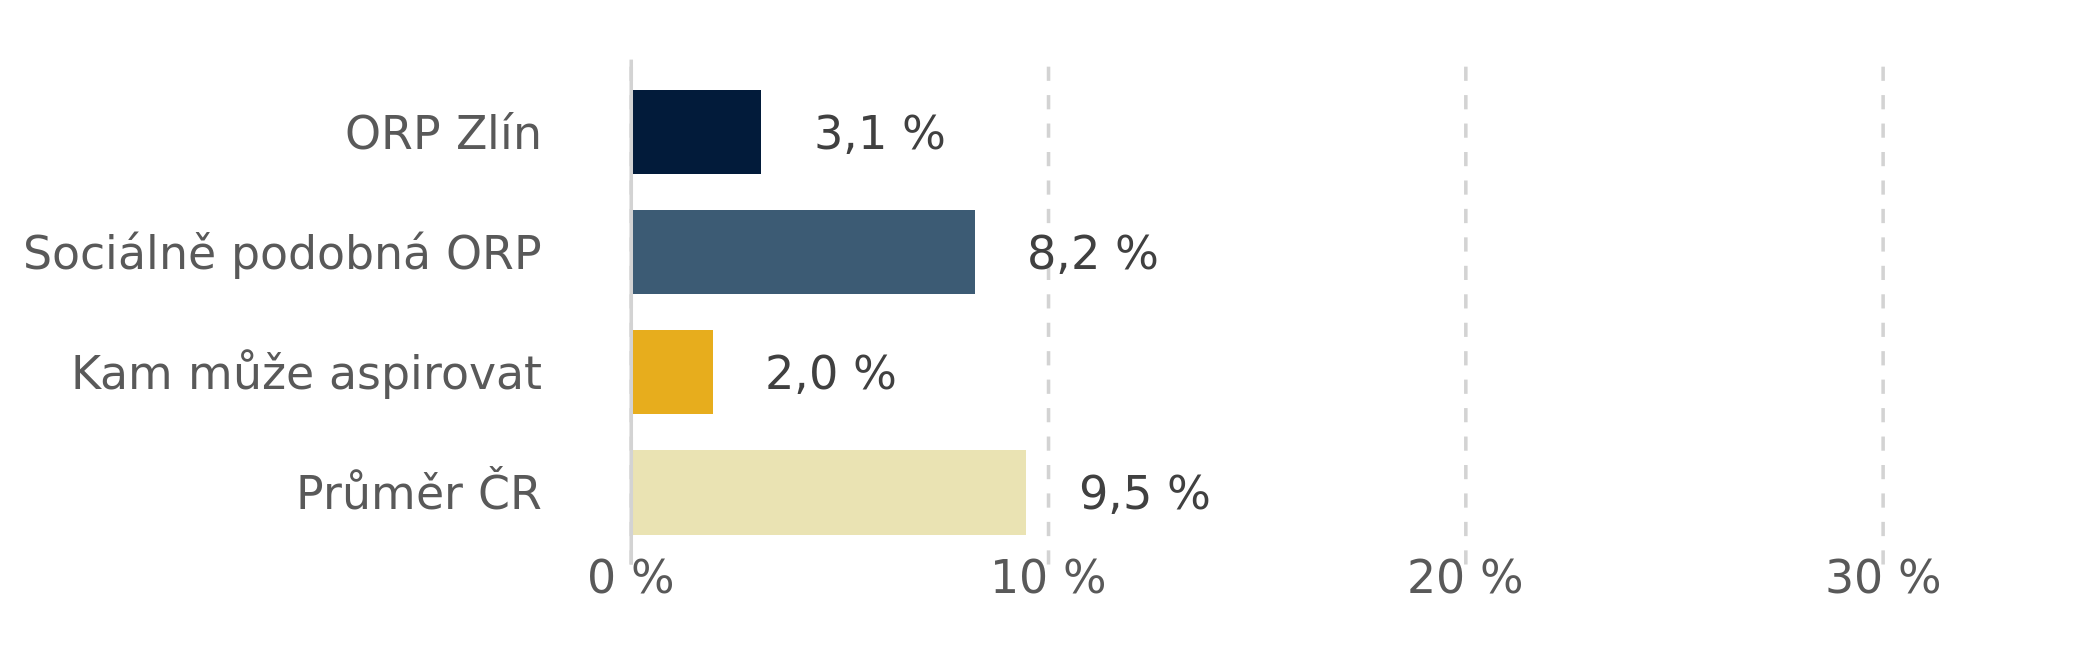 ORP Zlín 3,1 %
Sociálně podobná ORP 8,2 %
Kam může aspirovat 2,0 %
Průměr ČR 9,5 %
0 % 10 % 20 % 30 %